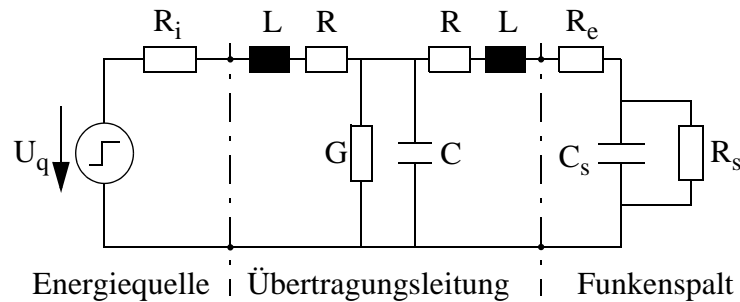 R_i L R R L R_e
U_q G C C_s R_s
Energiequelle Übertragungsleitung Funkenspalt